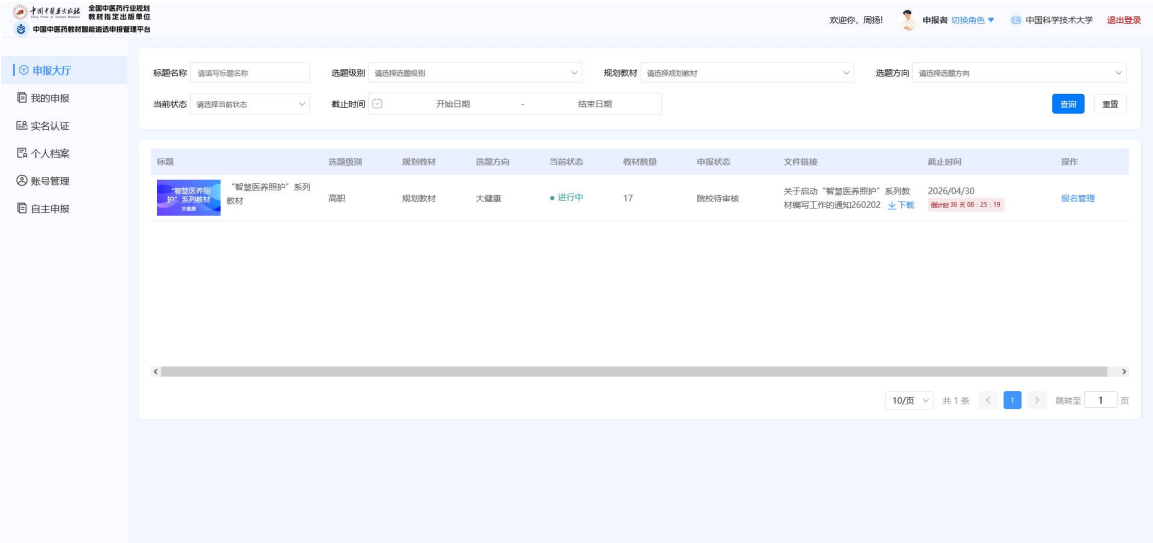 中国中医药出版社 全国中医药行业规划
教材指定出版单位
中国中医药教材智能遴选申报管理平台
欢迎你，周扬!
申报者 切换角色
中国科学技术大学
退出登录
申报大厅
我的申报
实名认证
个人档案
账号管理
自主申报
标题名称 请填写标题名称
选题级别 请选择选题级别
规划教材 请选择规划教材
选题方向 请选择选题方向
当前状态 请选择当前状态
截止时间 开始日期 - 结束日期
查询 重置
标题 选题级别 规划教材 选题方向 当前状态 教材数量 申报状态 文件链接 截止时间 操作
“智慧医养照
护”系列教材
大健康
“智慧医养照护”系列
教材
高职 规划教材 大健康 进行中 17 院校待审核
关于启动“智慧医养照护”系列教
材编写工作的通知260202 下载
2026/04/30
倒计时 36 天 08 : 25 : 19
报名管理
10/页 共 1 条 < 1 > 跳转至 1 页